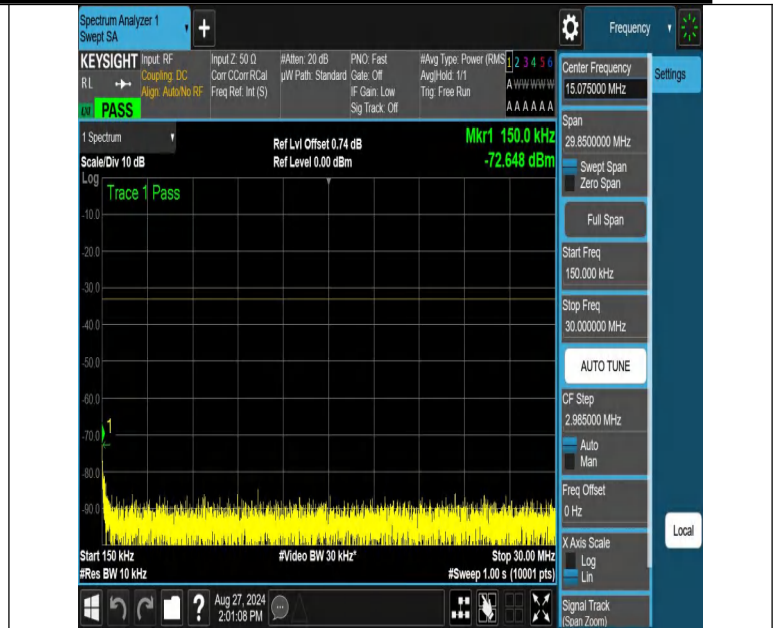 Spectrum Analyzer 1
Swept SA
+
Frequency
KEYSIGHT
RL
PASS
Input: RF
Coupling: DC
Align: Auto/No RF
Input Z: 50 Ω
Corr CCorr RCal
Freq Ref: Int (S)
#Atten: 20 dB
µW Path: Standard
PNO: Fast
Gate: Off
IF Gain: Low
Sig Track: Off
#Avg Type: Power (RMS
Avg|Hold: 1/1
Trig: Free Run
1 2 3 4 5 6
A W W W W W
A A A A A A
Center Frequency
15.075000 MHz
Settings
1 Spectrum
Scale/Div 10 dB
Ref Lvl Offset 0.74 dB
Ref Level 0.00 dBm
Mkr1 150.0 kHz
-72.648 dBm
Log
Trace 1 Pass
-10.0
-20.0
-30.0
-40.0
-50.0
-60.0
-70.0
-80.0
-90.0
1
Start 150 kHz
#Res BW 10 kHz
#Video BW 30 kHz*
Stop 30.00 MHz
#Sweep 1.00 s (10001 pts)
Span
29.8500000 MHz
Swept Span
Zero Span
Full Span
Start Freq
150.000 kHz
Stop Freq
30.000000 MHz
AUTO TUNE
CF Step
2.985000 MHz
Auto
Man
Freq Offset
0 Hz
X Axis Scale
Log
Lin
Signal Track
(Span Zoom)
Local
?
Aug 27, 2024
2:01:08 PM